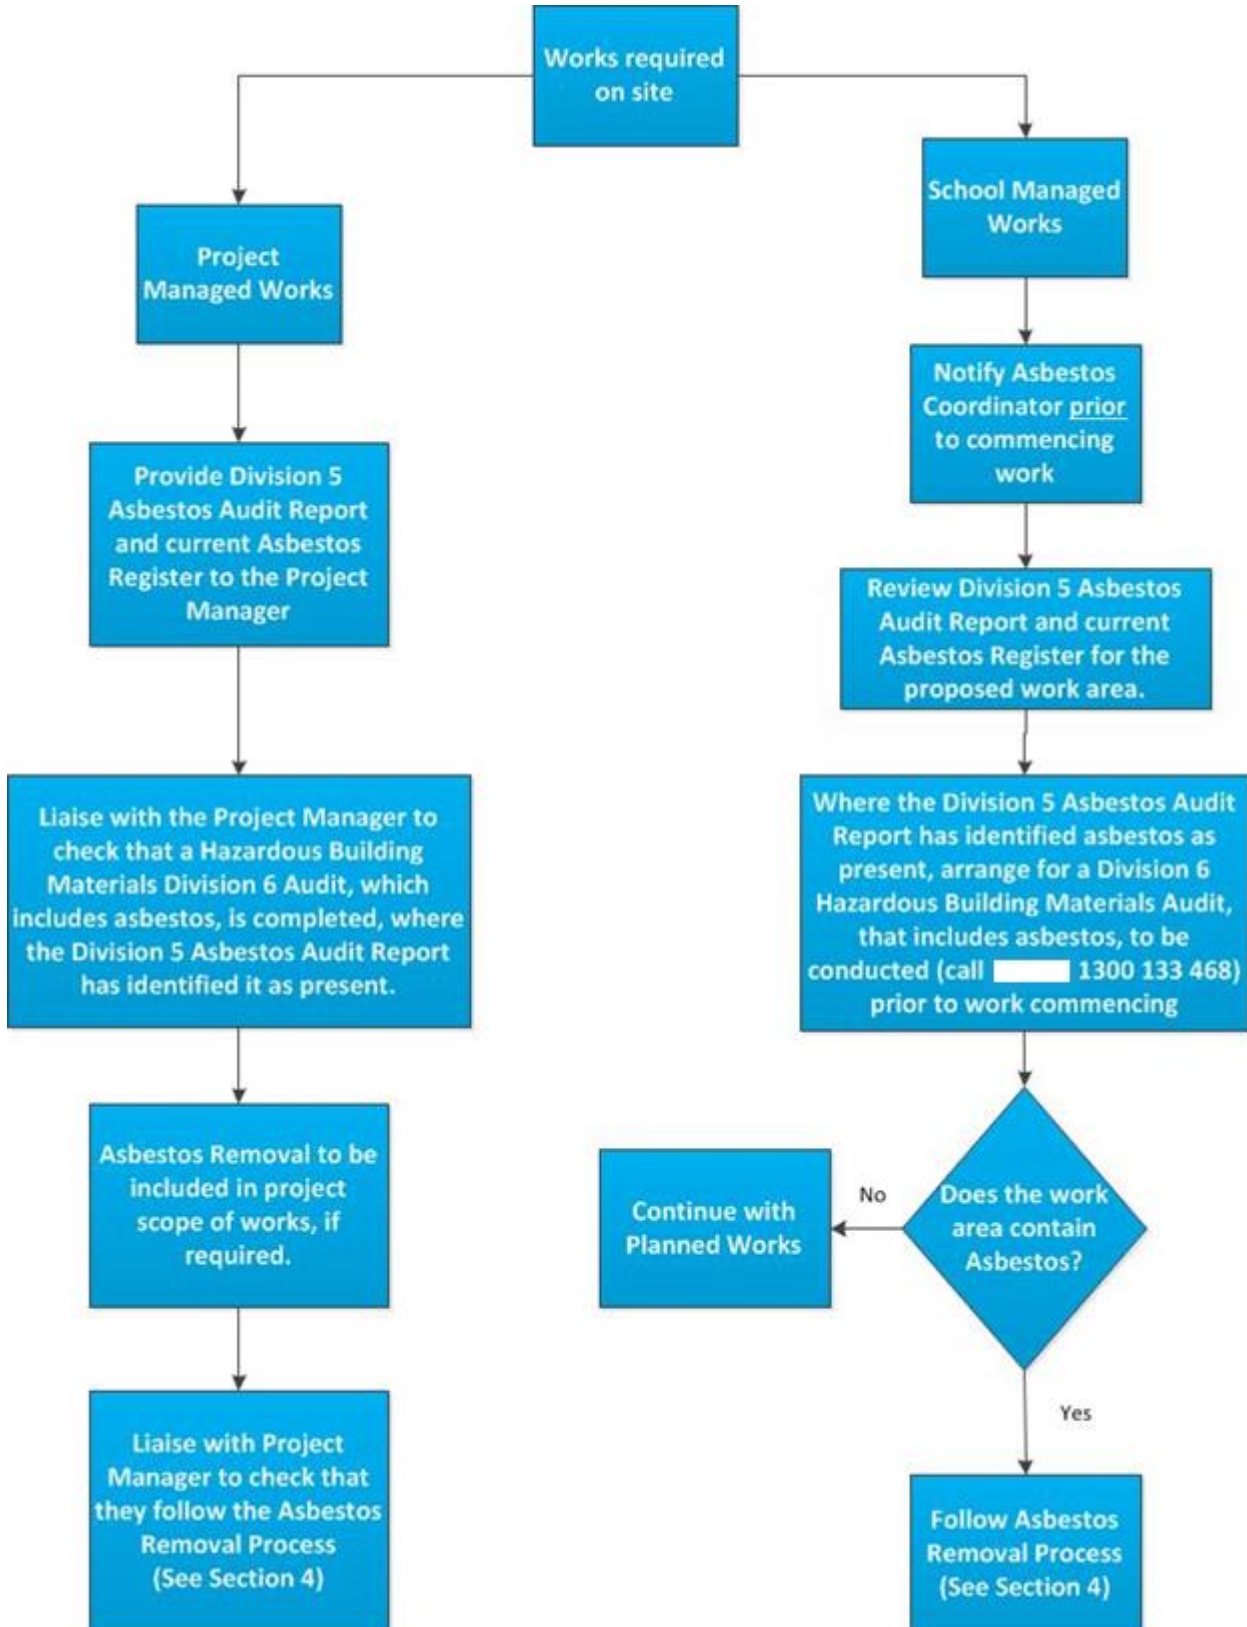 Works required
on site
Project
Managed Works
Provide Division 5
Asbestos Audit Report
and current Asbestos
Register to the Project
Manager
Liaise with the Project Manager to
check that a Hazardous Building
Materials Division 6 Audit, which
includes asbestos, is completed, where
the Division 5 Asbestos Audit Report
has identified it as present.
Asbestos Removal to be
included in project
scope of works, if
required.
Liaise with Project
Manager to check that
they follow the Asbestos
Removal Process
(See Section 4)
School Managed
Works
Notify Asbestos
Coordinator prior
to commencing
work
Review Division 5 Asbestos
Audit Report and current
Asbestos Register for the
proposed work area.
Where the Division 5 Asbestos Audit
Report has identified asbestos as
present, arrange for a Division 6
Hazardous Building Materials Audit,
that includes asbestos, to be
conducted (call 1300 133 468)
prior to work commencing
Does the work
area contain
Asbestos?
No
Continue with
Planned Works
Yes
Follow Asbestos
Removal Process
(See Section 4)